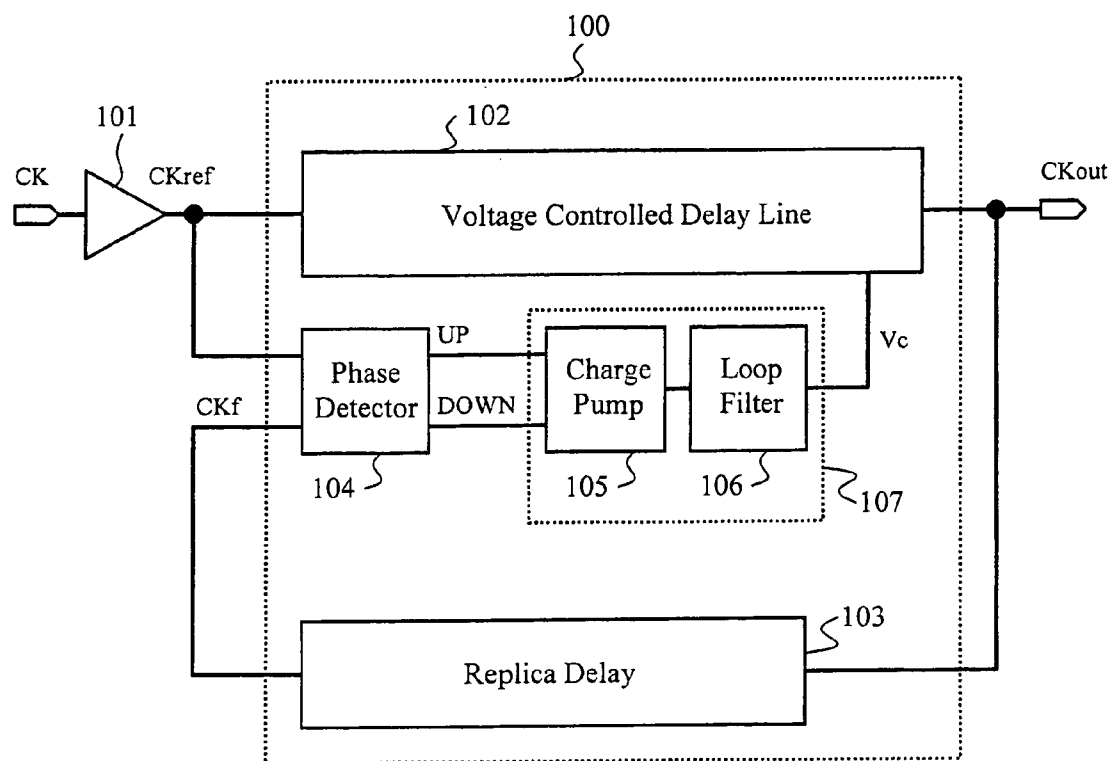 100
101
102
CK
CKref
CKout
Voltage Controlled Delay Line
UP
Vc
Phase
Detector
Charge
Pump
Loop
Filter
CKf
DOWN
104
105
106
107
103
Replica Delay